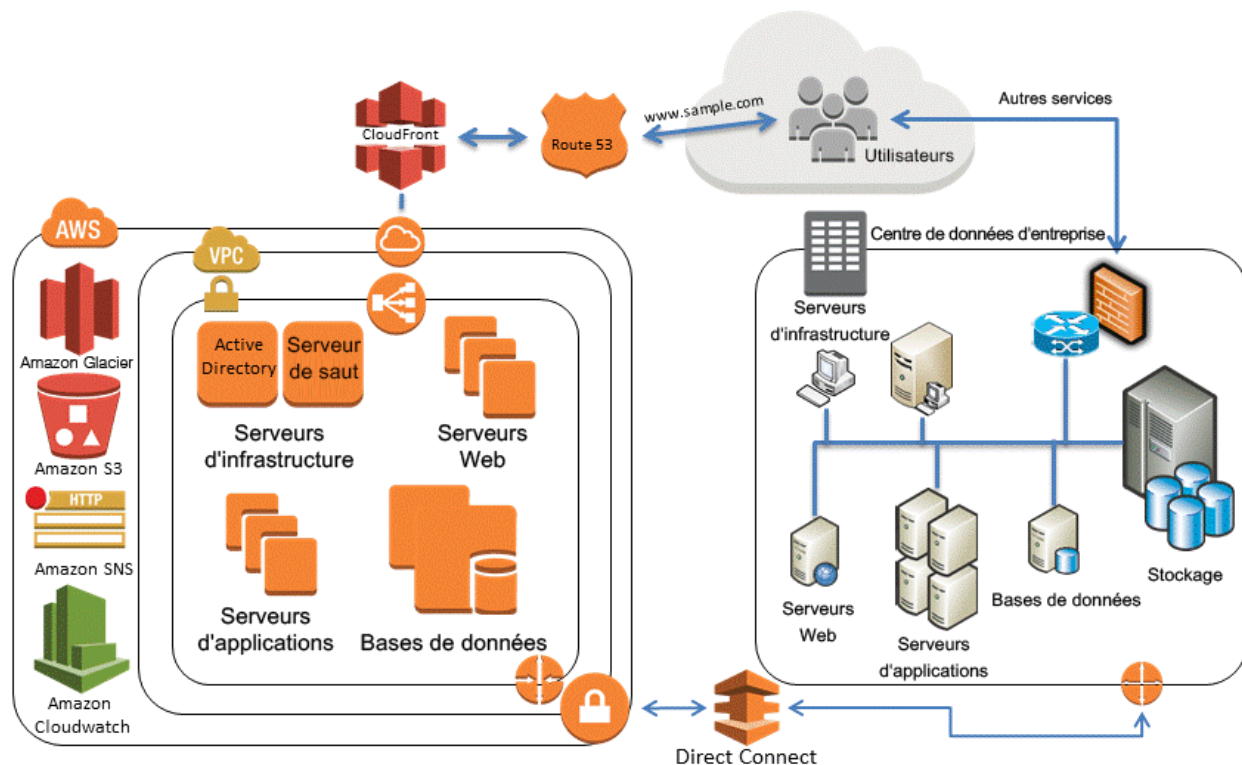 www.sample.com
Autres services
CloudFront
Route 53
Utilisateurs
AWS
VPC
Centre de données d'entreprise
Amazon Glacier
Amazon S3
HTTP
Amazon SNS
Amazon
Cloudwatch
Active
Directory
Serveur
de saut
Serveurs
d'infrastructure
Serveurs
Web
Serveurs
d'applications
Bases de données
Serveurs
d'infrastructure
Serveurs
Web
Serveurs
d'applications
Bases de données
Stockage
Direct Connect